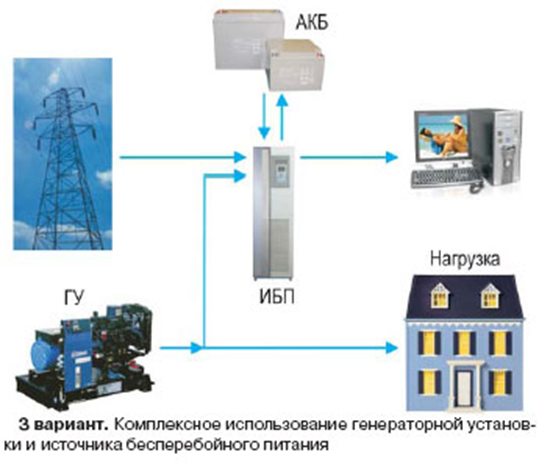 АКБ
ГУ
ИБП
Нагрузка
3 вариант. Комплексное использование генераторной установ-
ки и источника бесперебойного питания